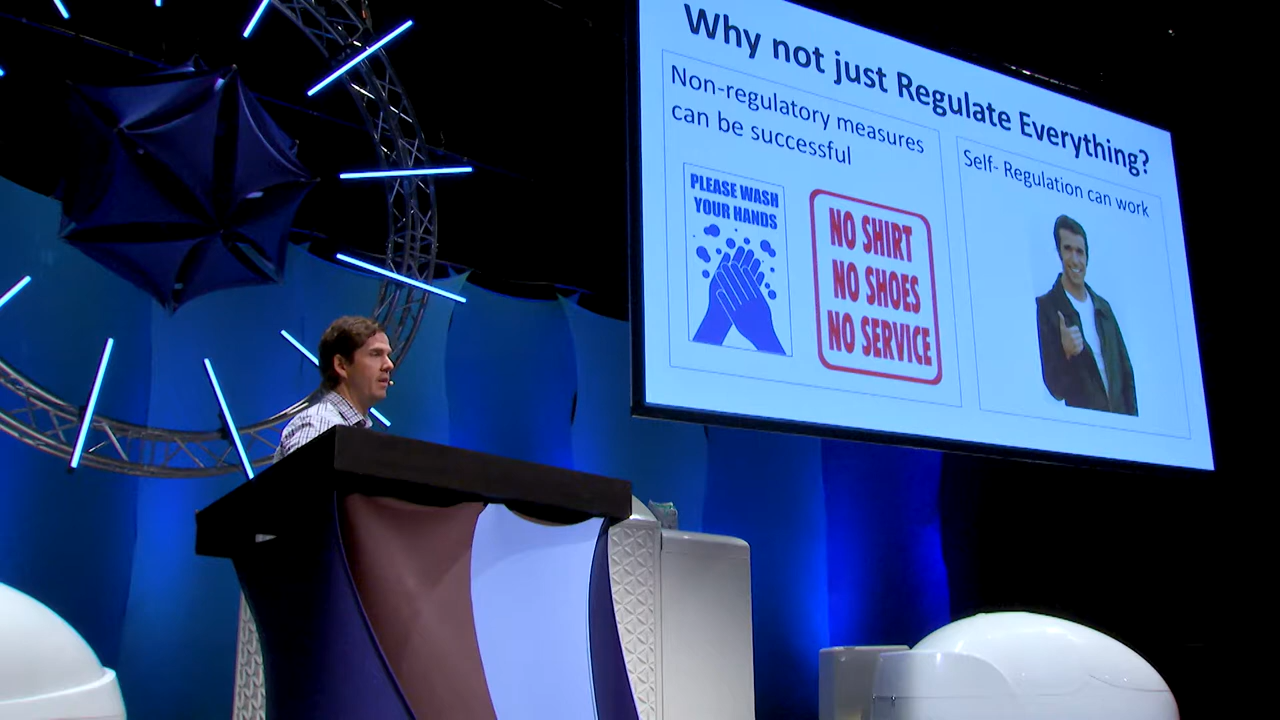 Why not just Regulate Everything?
Non-regulatory measures
can be successful
PLEASE WASH
YOUR HANDS
NO SHIRT
NO SHOES
NO SERVICE
Self- Regulation can work